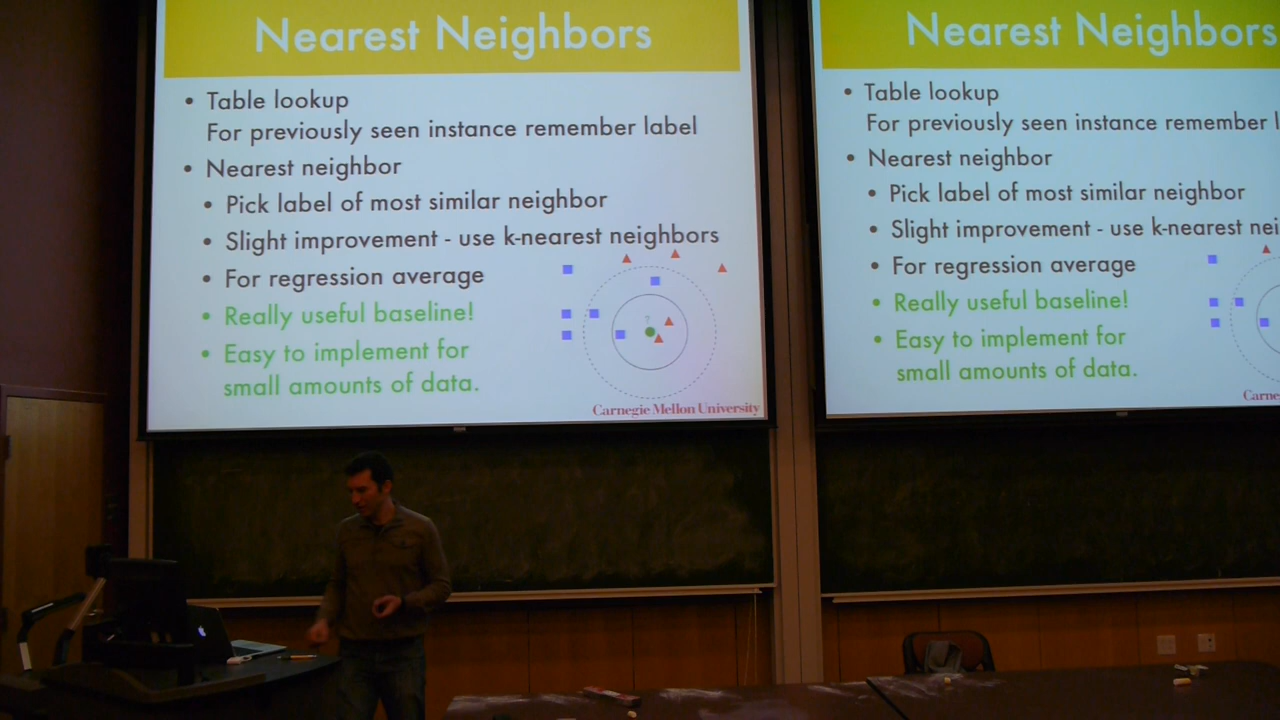 Nearest Neighbors
• Table lookup
For previously seen instance remember label
• Nearest neighbor
• Pick label of most similar neighbor
• Slight improvement - use k-nearest neighbors
• For regression average
• Really useful baseline!
• Easy to implement for
small amounts of data.
?
Carnegie Mellon University
Nearest Neighbors
• Table lookup
For previously seen instance remember l
• Nearest neighbor
• Pick label of most similar neighbor
• Slight improvement - use k-nearest nei
• For regression average
• Really useful baseline!
• Easy to implement for
small amounts of data.
Carne